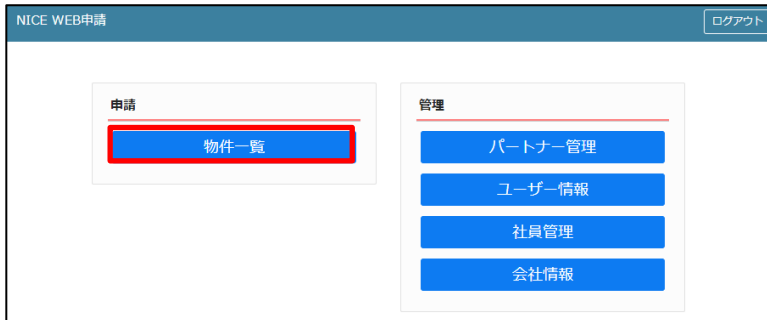 NICE WEB申請
ログアウト
申請
物件一覧
管理
パートナー管理
ユーザー情報
社員管理
会社情報